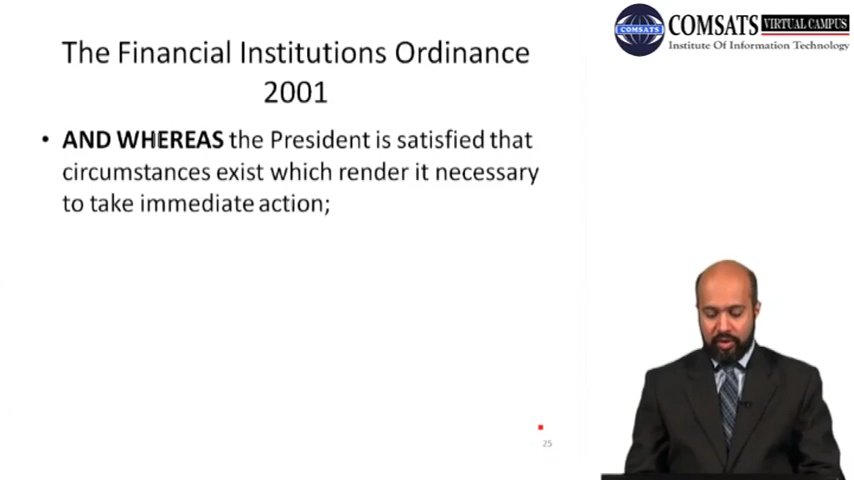 COMSATS VIRTUAL CAMPUS
COMSATS
Institute Of Information Technology
The Financial Institutions Ordinance
2001
• AND WHEREAS the President is satisfied that
circumstances exist which render it necessary
to take immediate action;
25